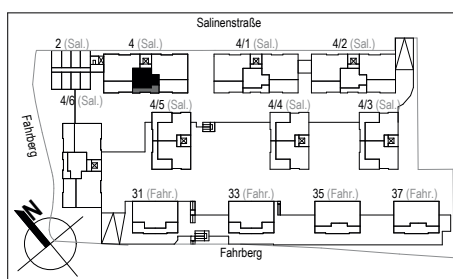 Salinenstraße
2 (Sal.) 4 (Sal.) 4/1 (Sal.) 4/2 (Sal.)
4/6 (Sal.) 4/5 (Sal.) 4/4 (Sal.) 4/3 (Sal.)
Fahrberg
31 (Fahr.) 33 (Fahr.) 35 (Fahr.) 37 (Fahr.)
N
Fahrberg